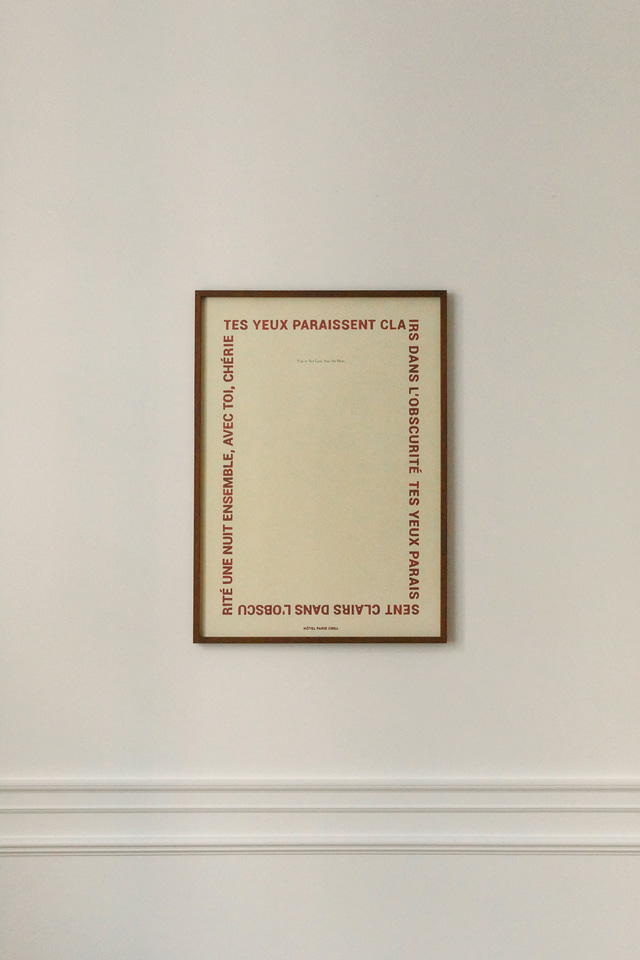 TES YEUX PARAISSENT CLA
IRS DANS L'OBSCURITÉ TES YEUX PARAIS
SENT CLAIRS DANS L'OBSCU
RITÉ UNE NUIT ENSEMBLE, AVEC TOI, CHÉRIE